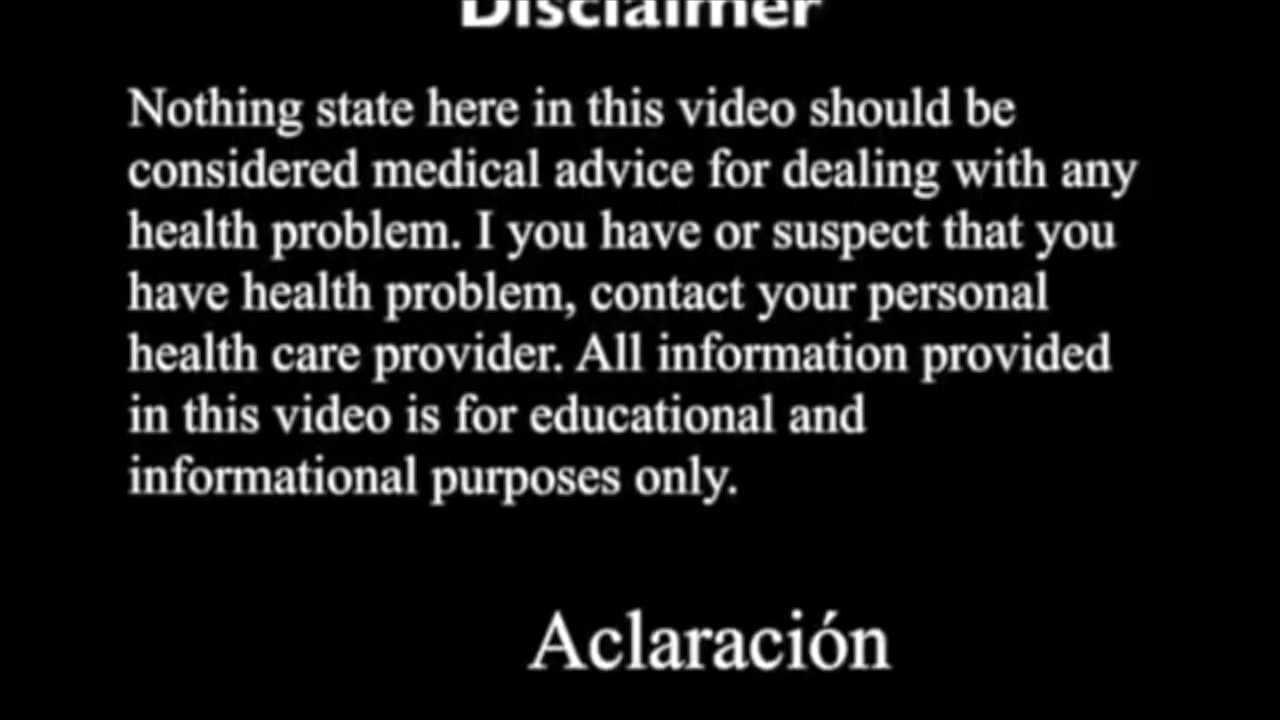 Disclaimer
Nothing state here in this video should be
considered medical advice for dealing with any
health problem. I you have or suspect that you
have health problem, contact your personal
health care provider. All information provided
in this video is for educational and
informational purposes only.
Aclaración